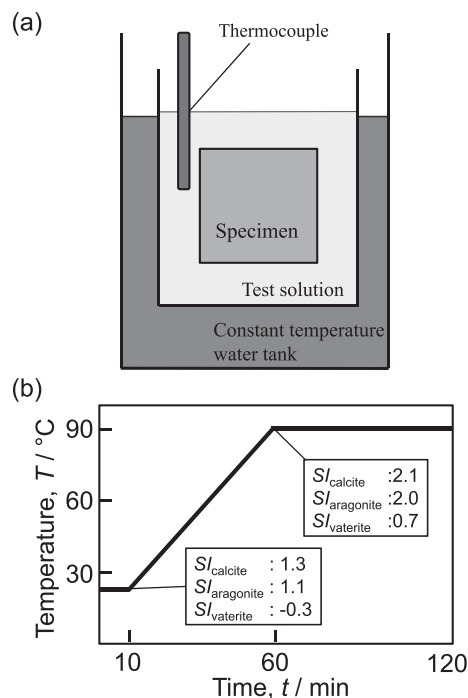 (a)
Thermocouple
Specimen
Test solution
Constant temperature
water tank
(b)
Temperature, T / °C
90
60
30
SIcalcite :2.1
SIaragonite :2.0
SIvaterite :0.7
SIcalcite : 1.3
SIaragonite : 1.1
SIvaterite : -0.3
10
60
120
Time, t / min